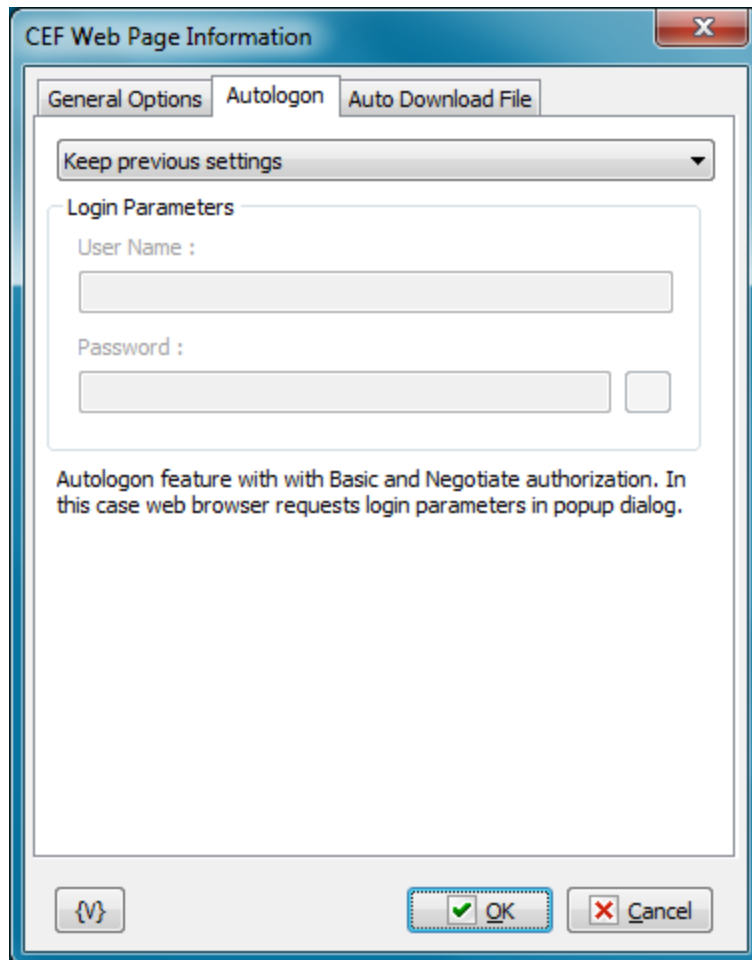 CEF Web Page Information
General Options
Autologon
Auto Download File
Keep previous settings
Login Parameters
User Name :
Password :
Autologon feature with with Basic and Negotiate authorization. In
this case web browser requests login parameters in popup dialog.
{V}
OK
Cancel